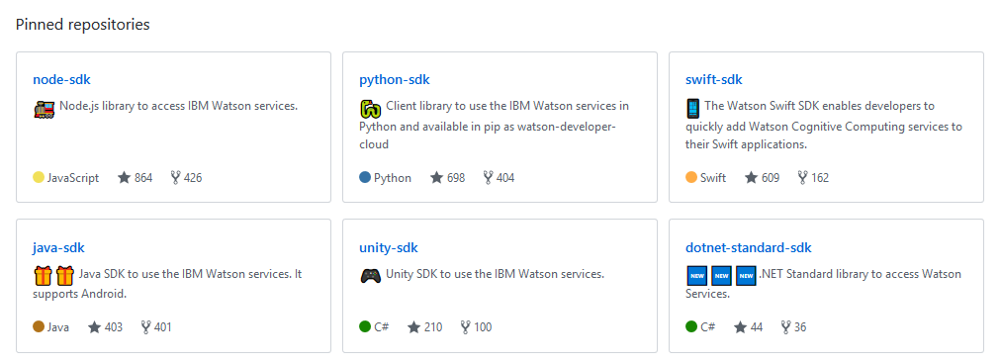 Pinned repositories
node-sdk
Node.js library to access IBM Watson services.
JavaScript 864 426
python-sdk
Client library to use the IBM Watson services in
Python and available in pip as watson-developer-
cloud
Python 698 404
swift-sdk
The Watson Swift SDK enables developers to
quickly add Watson Cognitive Computing services to
their Swift applications.
Swift 609 162
java-sdk
Java SDK to use the IBM Watson services. It
supports Android.
Java 403 401
unity-sdk
Unity SDK to use the IBM Watson services.
C# 210 100
dotnet-standard-sdk
NEW NEW NEW .NET Standard library to access Watson
Services.
C# 44 36